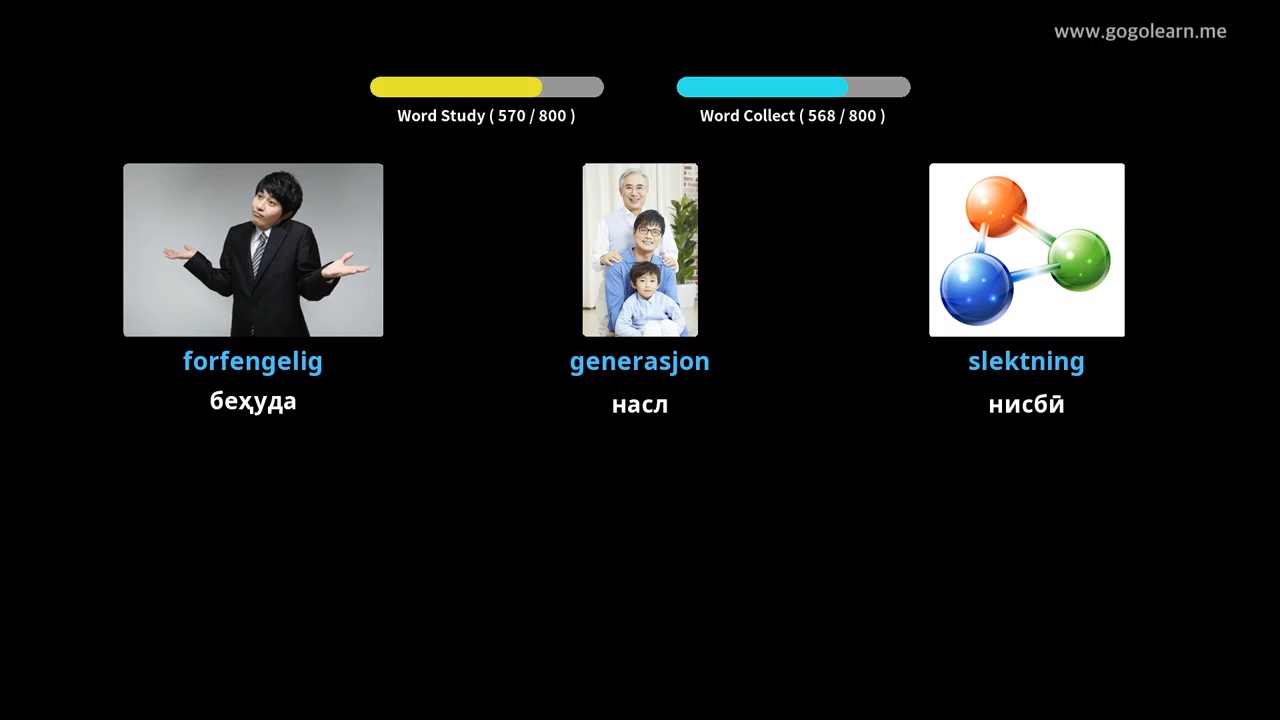 www.gogolearn.me
Word Study ( 570 / 800 )
Word Collect ( 568 / 800 )
forfengelig
generasjon
slektning
беҳуда
насл
нисбӣ